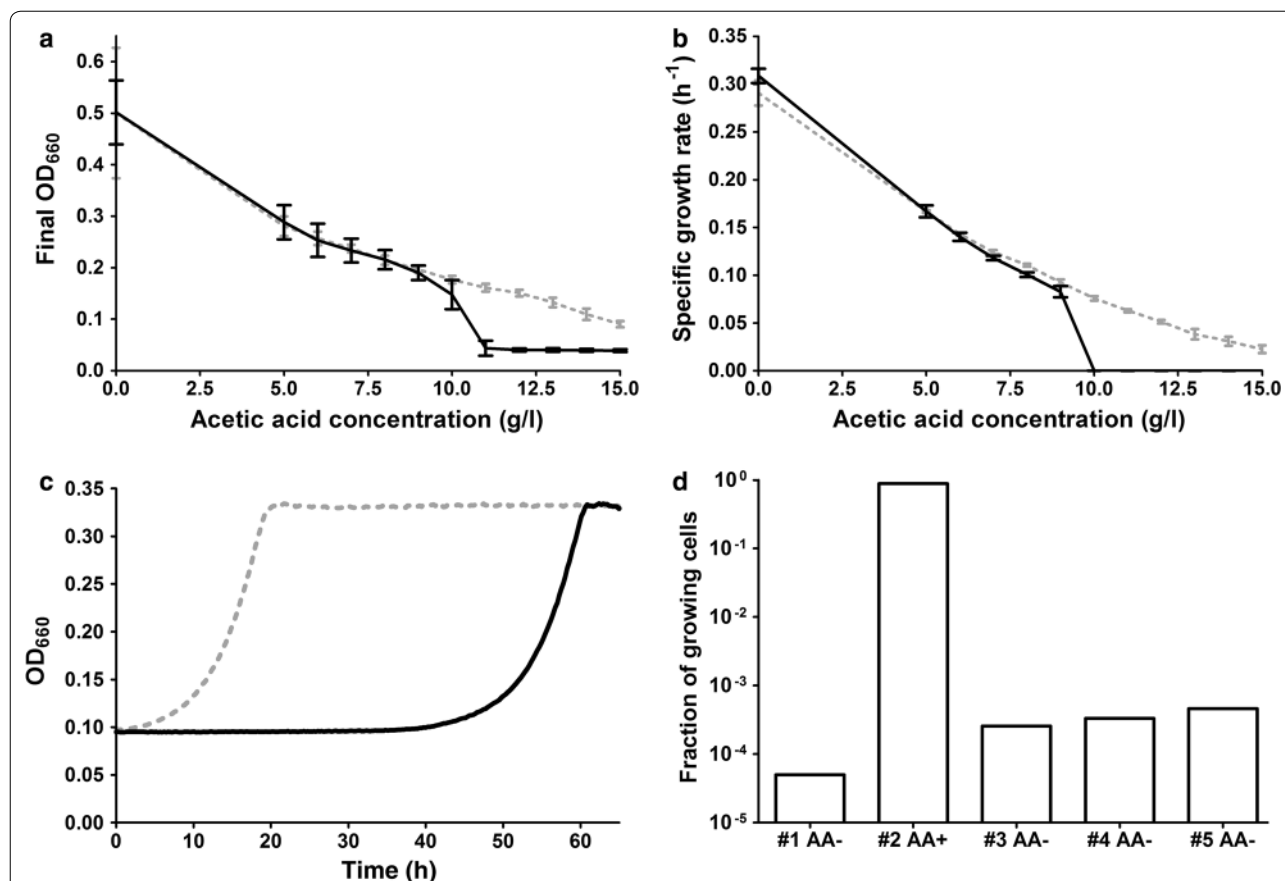 a
Final OD660
0.6
0.5
0.4
0.3
0.2
0.1
0.0
0.0 2.5 5.0 7.5 10.0 12.5 15.0
Acetic acid concentration (g/l)
b
Specific growth rate (h-1)
0.35
0.30
0.25
0.20
0.15
0.10
0.05
0.00
0.0 2.5 5.0 7.5 10.0 12.5 15.0
Acetic acid concentration (g/l)
c
OD660
0.35
0.30
0.25
0.20
0.15
0.10
0.05
0.00
0 10 20 30 40 50 60
Time (h)
d
Fraction of growing cells
10^0
10^-1
10^-2
10^-3
10^-4
10^-5
#1 AA- #2 AA+ #3 AA- #4 AA- #5 AA-